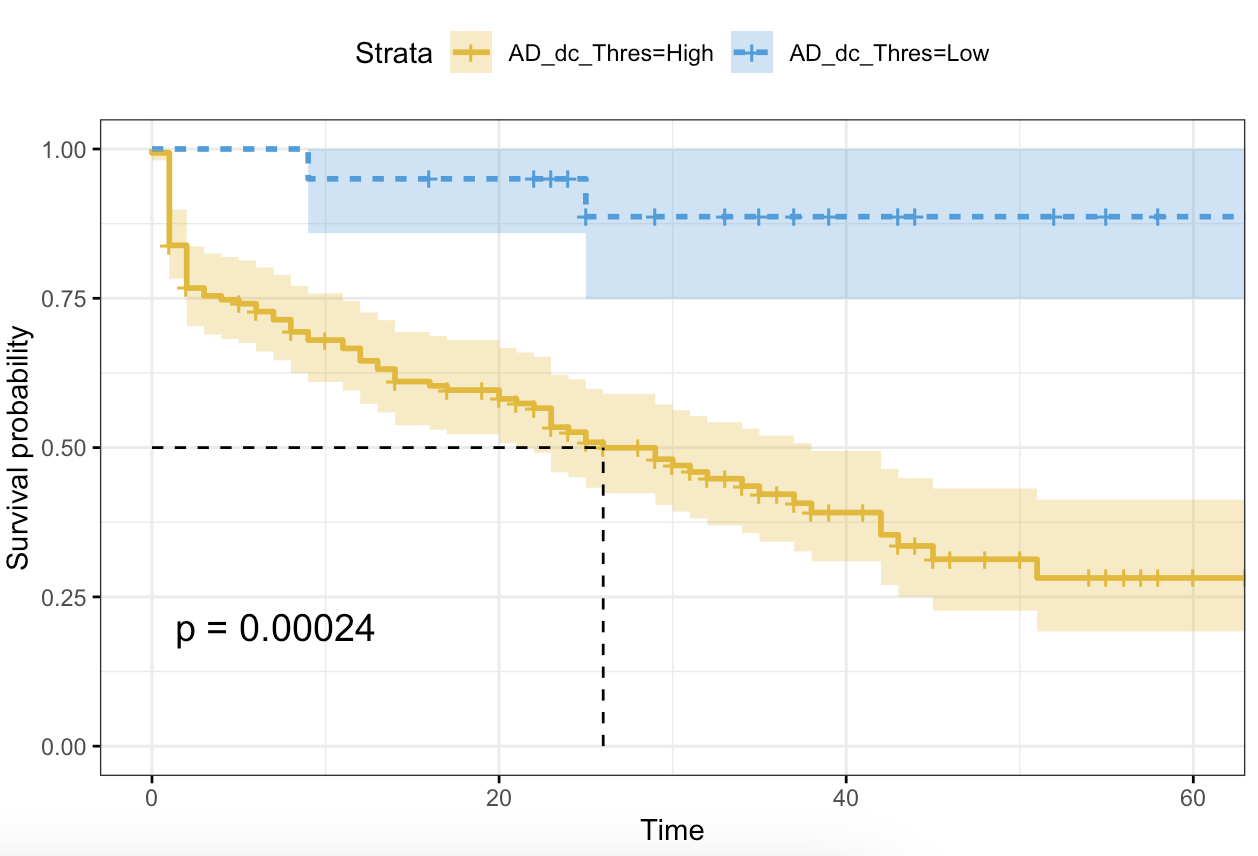 Strata AD_dc_Thres=High AD_dc_Thres=Low
Survival probability
1.00
0.75
0.50
0.25
0.00
p = 0.00024
0 20 40 60
Time